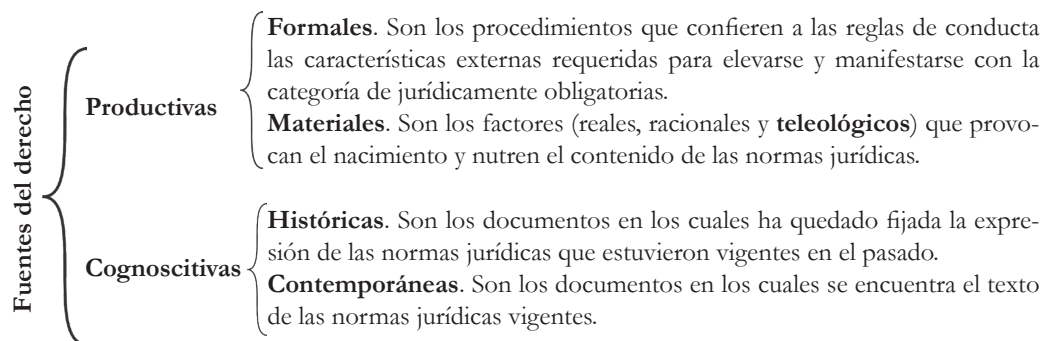 Fuentes del derecho
Productivas
Formales. Son los procedimientos que confieren a las reglas de conducta
las características externas requeridas para elevarse y manifestarse con la
categoría de jurídicamente obligatorias.
Materiales. Son los factores (reales, racionales y teleológicos) que provo-
can el nacimiento y nutren el contenido de las normas jurídicas.
Cognoscitivas
Históricas. Son los documentos en los cuales ha quedado fijada la expre-
sión de las normas jurídicas que estuvieron vigentes en el pasado.
Contemporáneas. Son los documentos en los cuales se encuentra el texto
de las normas jurídicas vigentes.